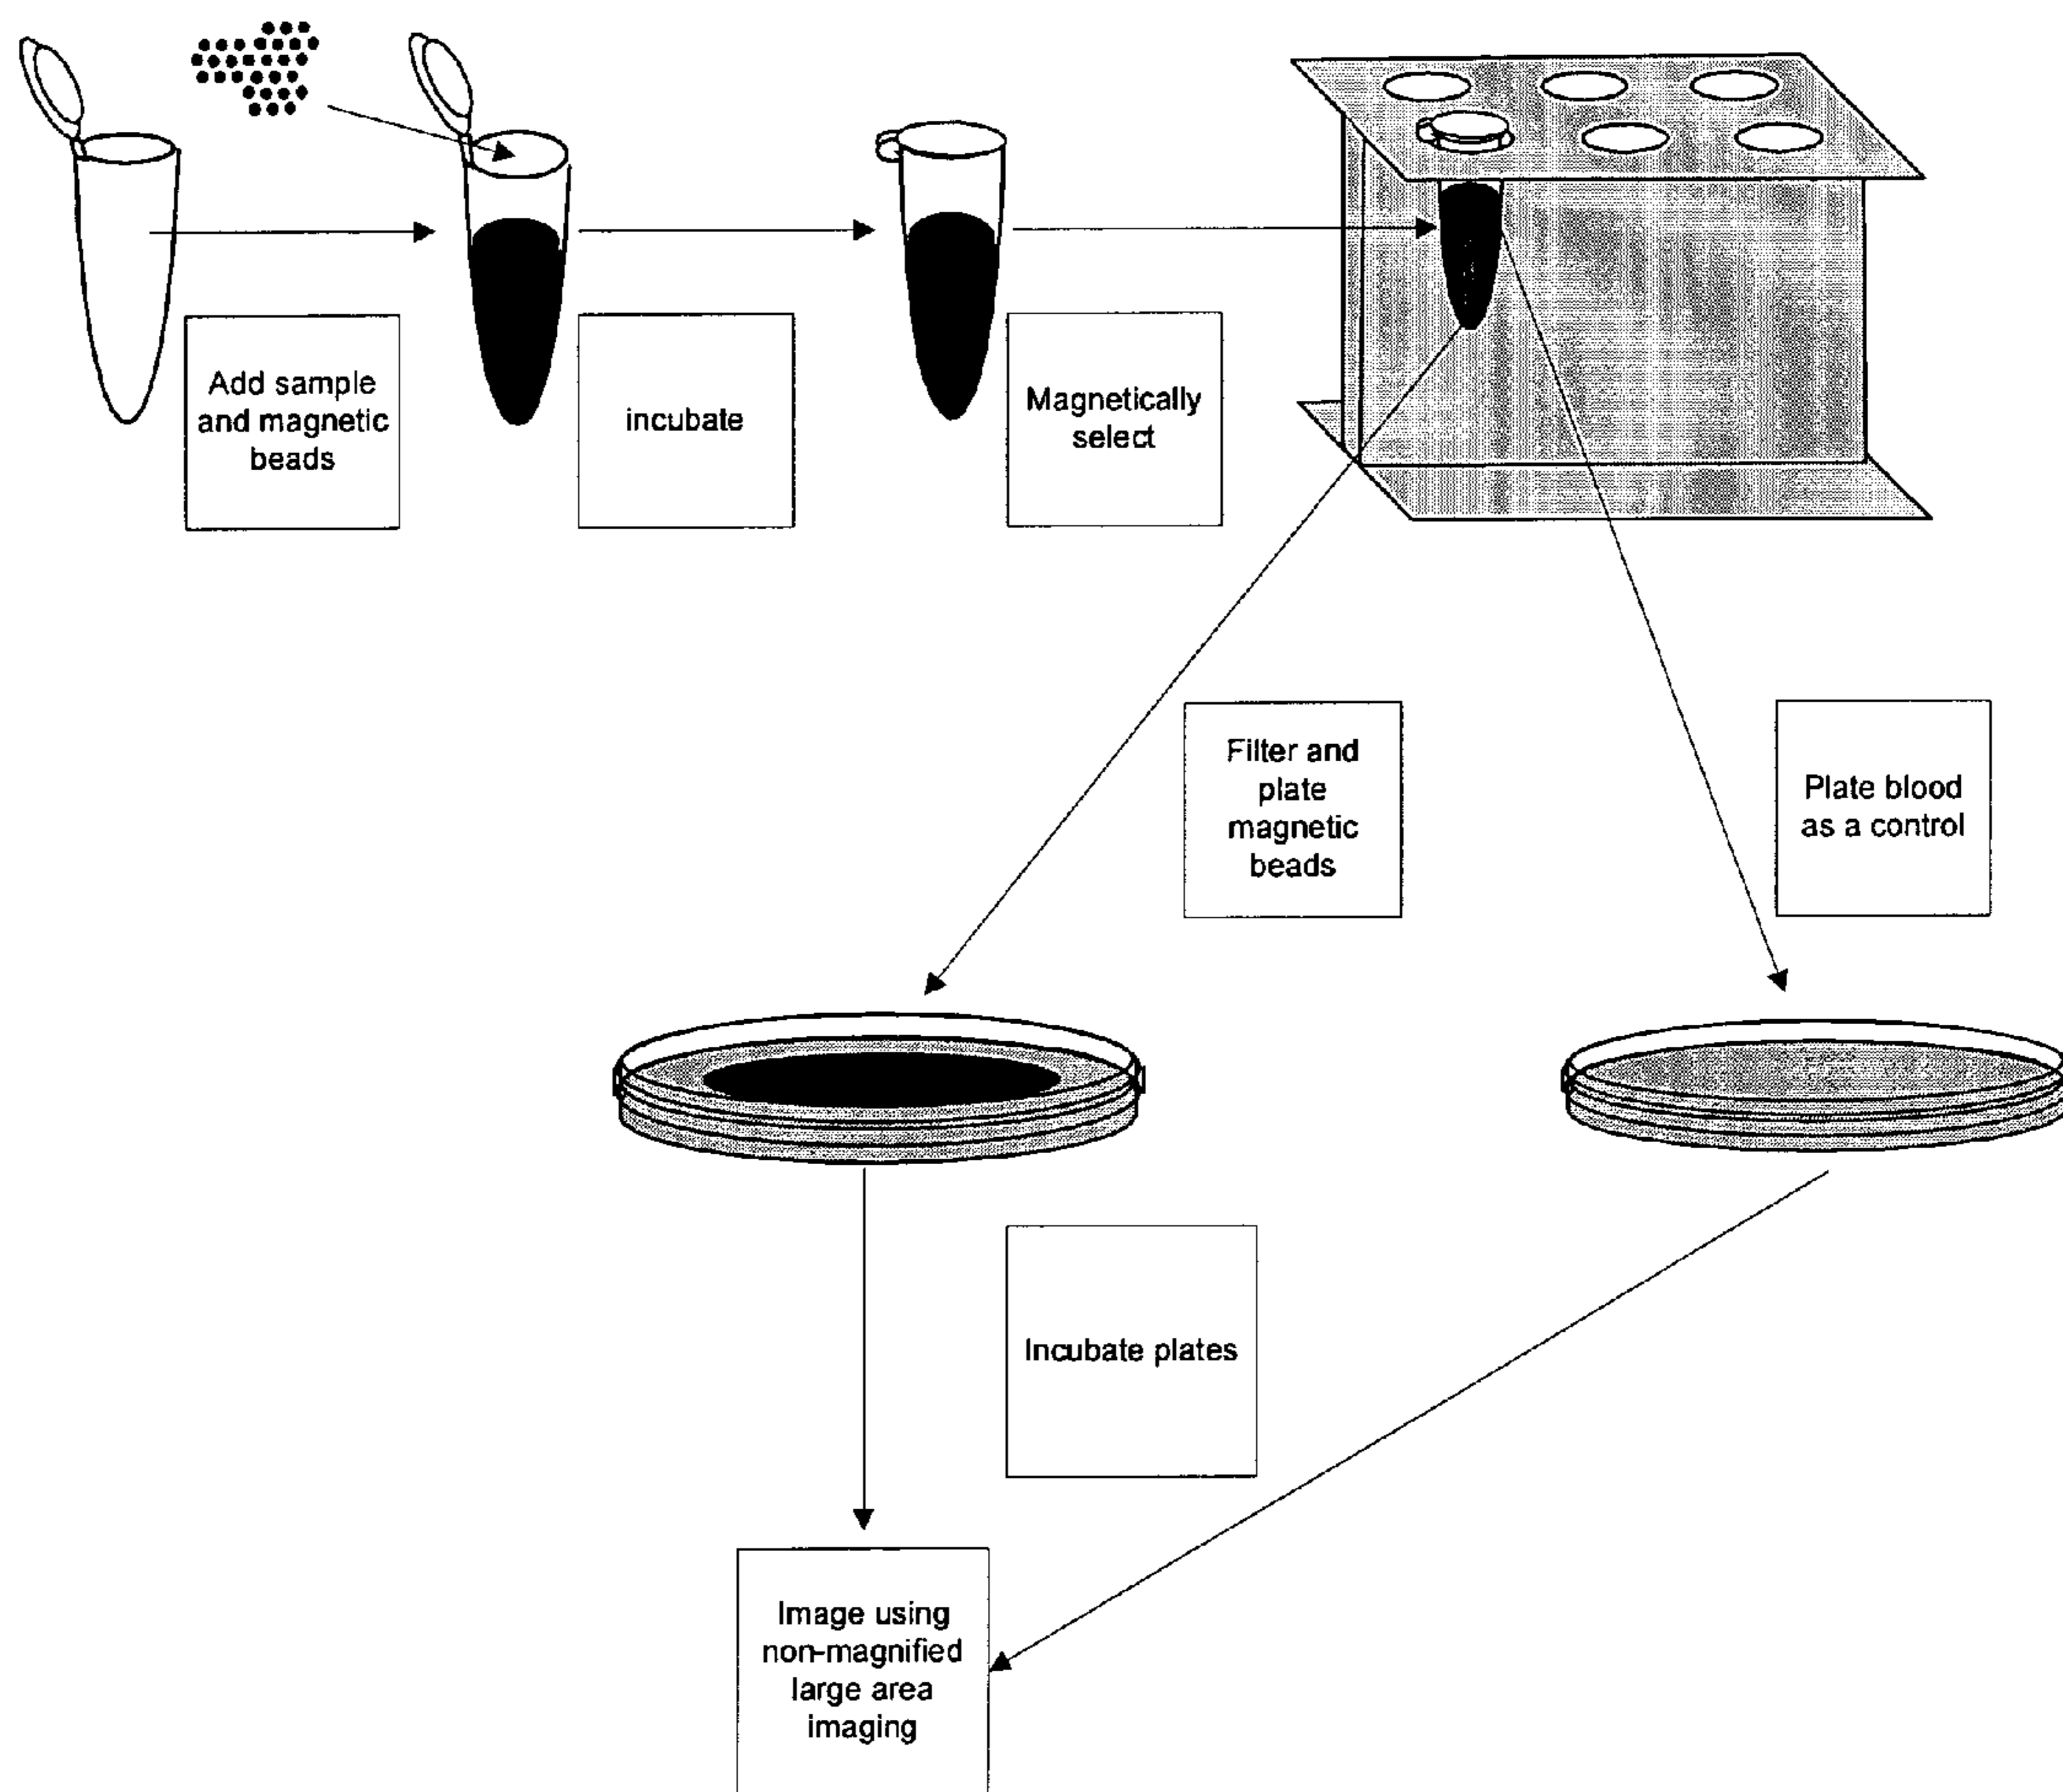 Add sample
and magnetic
beads
incubate
Magnetically
select
Filter and
plate
magnetic
beads
Plate blood
as a control
Incubate plates
Image using
non-magnified
large area
imaging